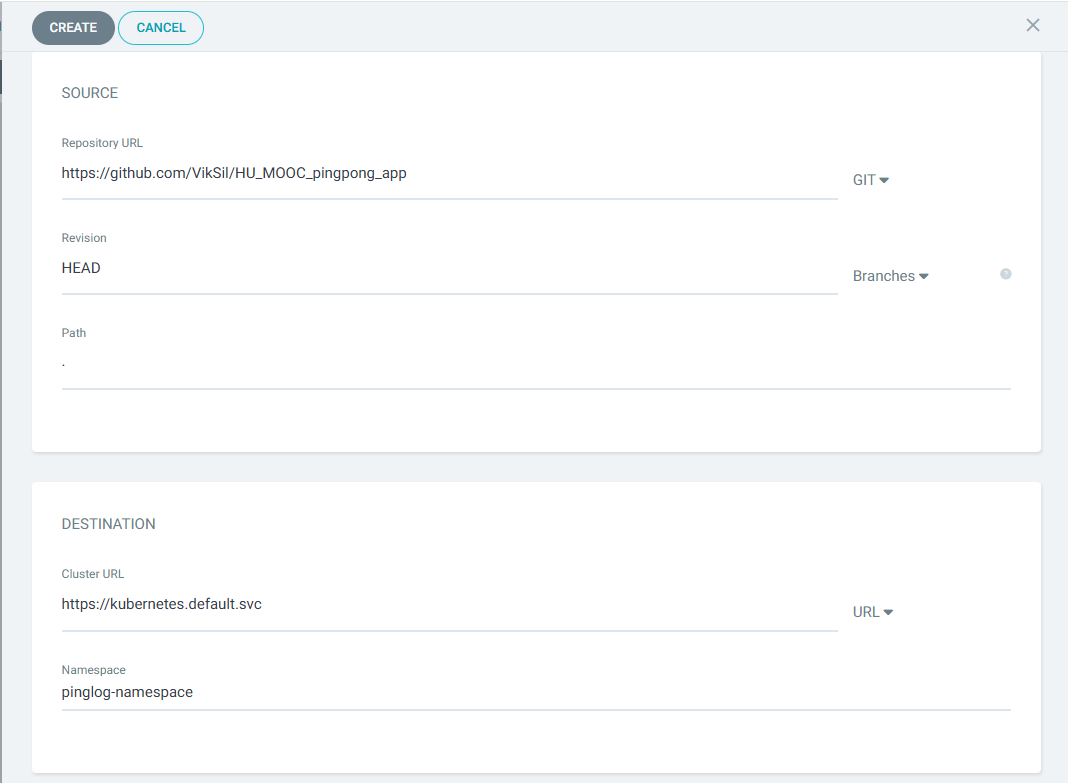 CREATE CANCEL
SOURCE
Repository URL
https://github.com/VikSil/HU_MOOC_pingpong_app
GIT
Revision
HEAD
Branches
?
Path
.
DESTINATION
Cluster URL
https://kubernetes.default.svc
URL
Namespace
pinglog-namespace